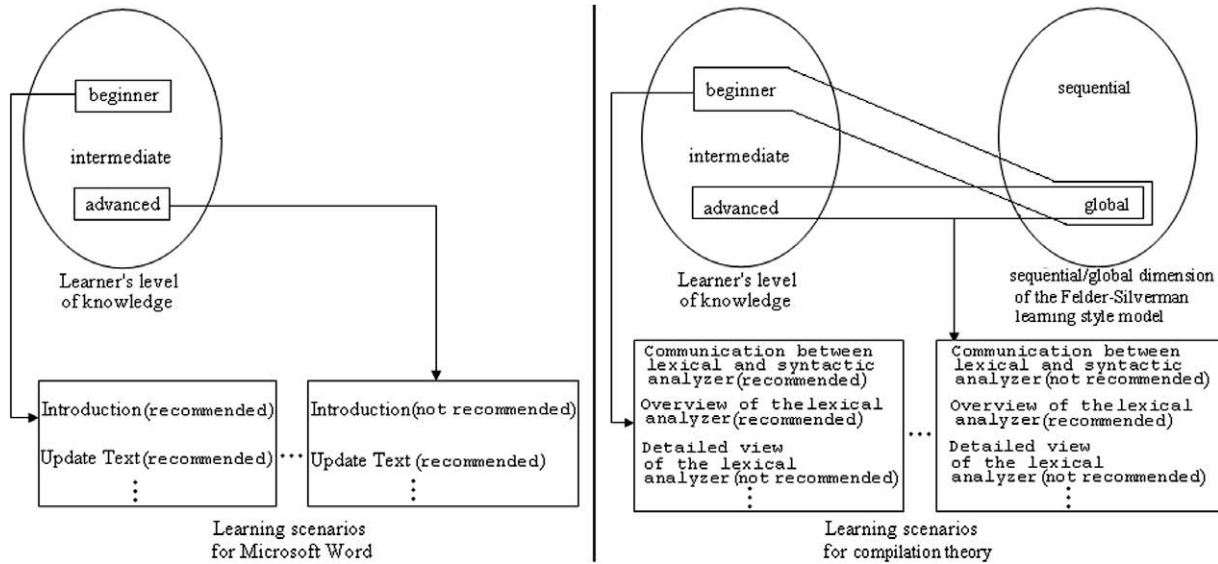 beginner
intermediate
advanced
Learner's level
of knowledge
Introduction(recommended)
Update Text(recommended)
⋮
...
Introduction(not recommended)
Update Text (recommended)
⋮
Learning scenarios
for Microsoft Word
beginner
intermediate
advanced
Learner's level
of knowledge
sequential
global
sequential/global dimension
of the Felder-Silverman
learning style model
Communication between
lexical and syntactic
analyzer(recommended)
Overview of the lexical
analyzer(recommended)
Detailed view
of the lexical
analyzer(not recommended)
⋮
...
Communication between
lexical and syntactic
analyzer(not recommended)
Overview of the lexical
analyzer(recommended)
Detailed view
of the lexical
analyzer(not recommended)
⋮
Learning scenarios
for compilation theory